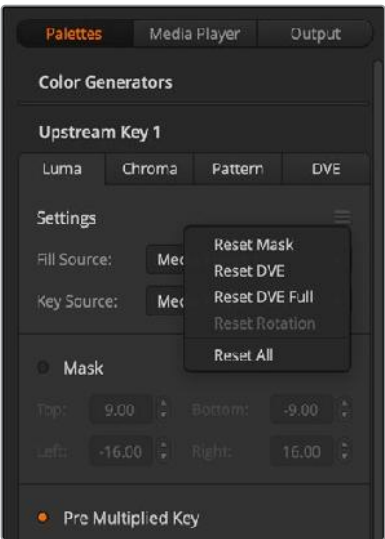 Palettes Media Player Output
Color Generators
Upstream Key 1
Luma Chroma Pattern DVE
Settings
Fill Source: Med
Key Source: Med
Reset Mask
Reset DVE
Reset DVE Full
Reset Rotation
Reset All
Mask
Top: 9.00 Bottom: -9.00
Left: -16.00 Right: 16.00
Pre Multiplied Key